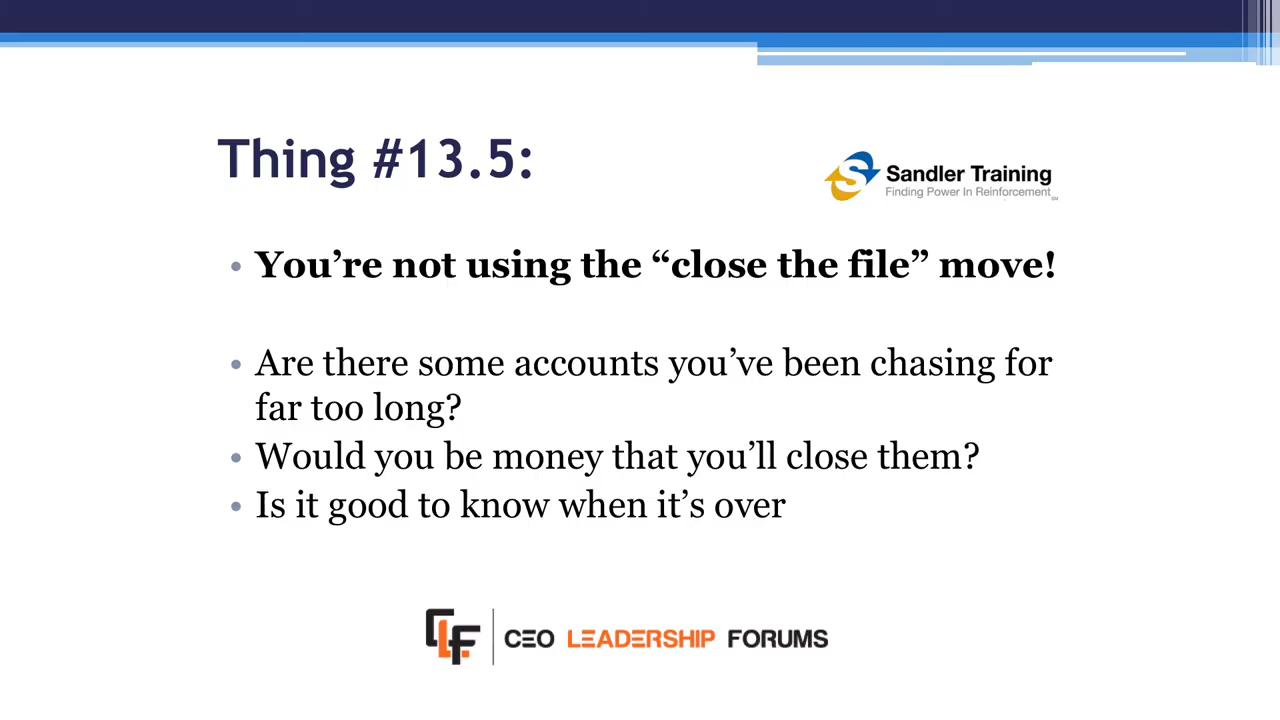 Thing #13.5:
Sandler Training
Finding Power In Reinforcement℠
• You’re not using the “close the file” move!
• Are there some accounts you’ve been chasing for
far too long?
• Would you be money that you’ll close them?
• Is it good to know when it’s over
CLF CEO LEADERSHIP FORUMS